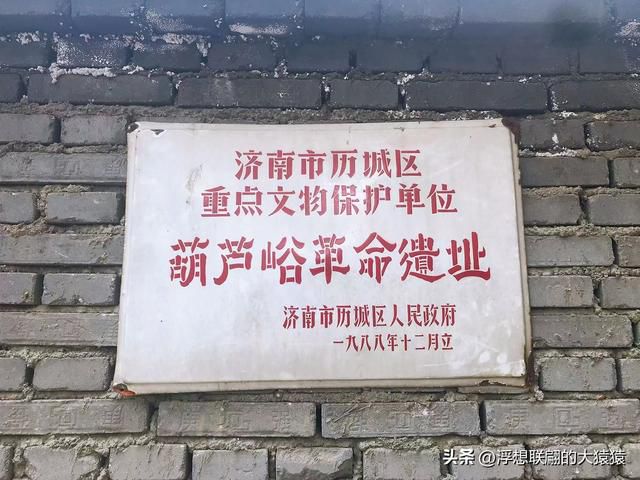 济南市历城区
重点文物保护单位
葫芦峪革命遗址
济南市历城区人民政府
一九八八年十二月立
头条 @浮想联翩的大猿猿